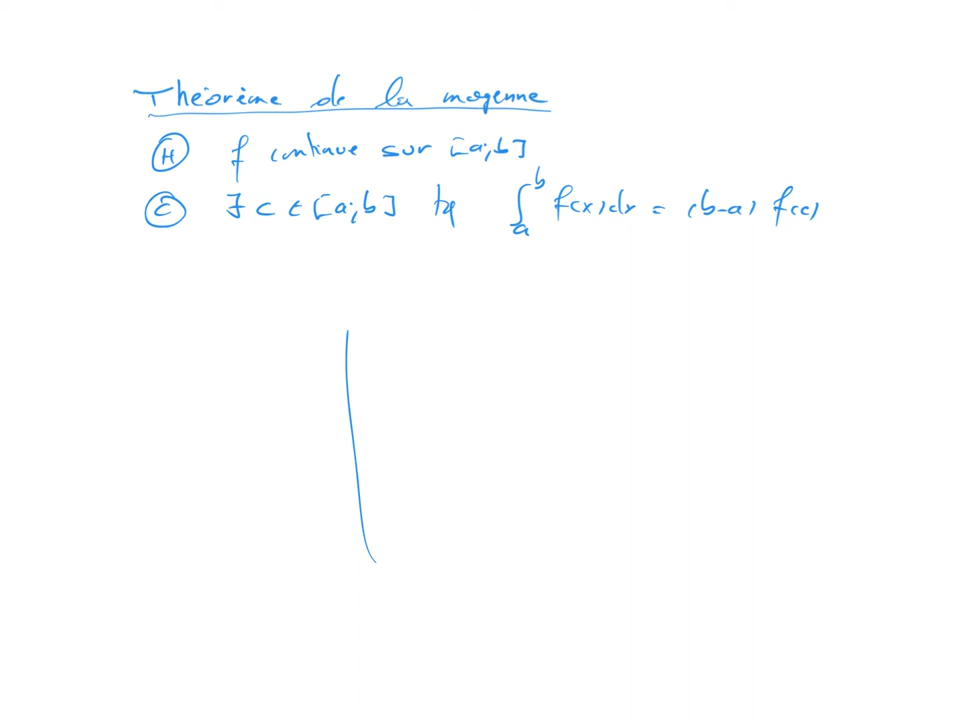 Théorème de la moyenne
(H) f continue sur [a;b]
(C) ∃ c ∈ [a;b] tq ∫_a^b f(x)dx = (b-a) f(c)